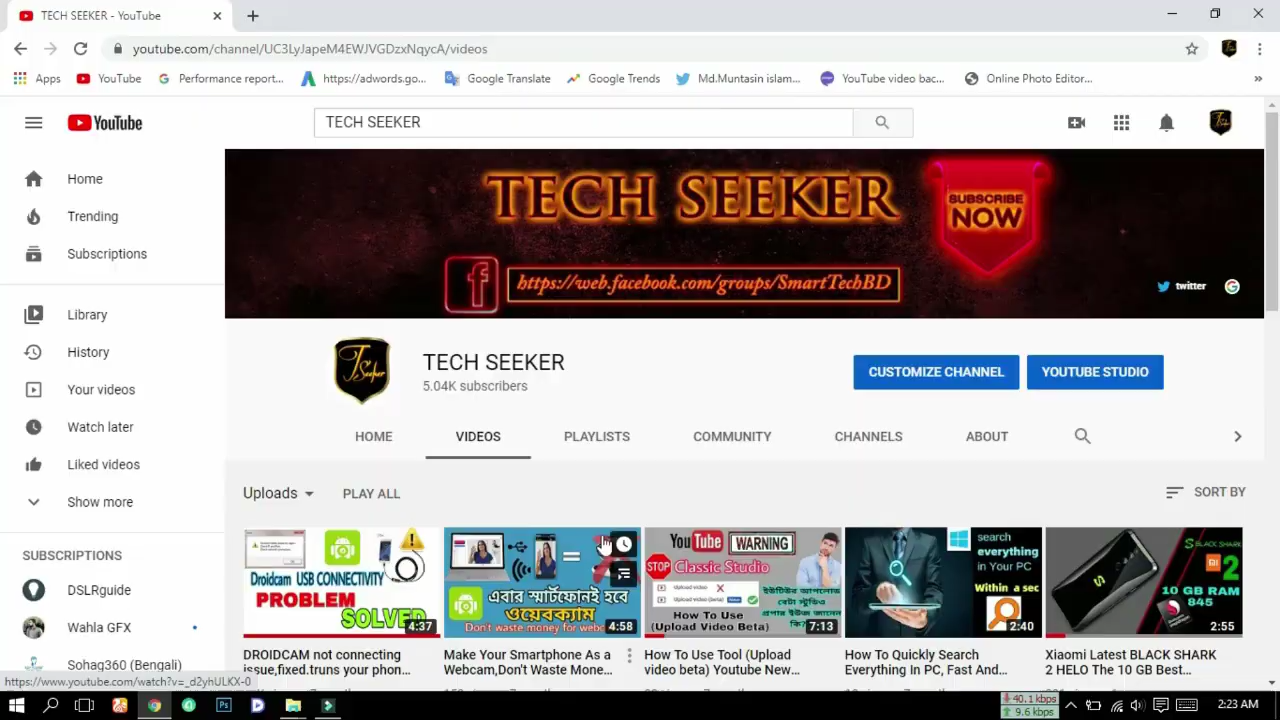 TECH SEEKER - YouTube
youtube.com/channel/UC3LyJapeM4EWJVGDzxNqycA/videos
Apps
YouTube
Performance report...
https://adwords.go...
Google Translate
Google Trends
Md.Muntasin islam...
YouTube video bac...
Online Photo Editor...
»
YouTube
TECH SEEKER
Home
Trending
Subscriptions
Library
History
Your videos
Watch later
Liked videos
Show more
SUBSCRIPTIONS
DSLRguide
Wahla GFX
Sohag360 (Bengali)
TECH SEEKER
SUBSCRIBE
NOW
https://web.facebook.com/groups/SmartTechBD
twitter
T Seeker
TECH SEEKER
5.04K subscribers
CUSTOMIZE CHANNEL
YOUTUBE STUDIO
HOME
VIDEOS
PLAYLISTS
COMMUNITY
CHANNELS
ABOUT
Uploads
PLAY ALL
SORT BY
Droidcam USB CONNECTIVITY
PROBLEM
SOLVED
4:37
DROIDCAM not connecting
issue,fixed.truns your phon...
এবার স্মার্টফোনই হবে
ওয়েবক্যাম
Don't waste money for webc
4:58
Make Your Smartphone As a
Webcam,Don't Waste Mone...
YouTube WARNING
STOP Classic Studio
Upload video
Upload video (beta)
How To Use
(Upload Video Beta)
7:13
How To Use Tool (Upload
video beta) Youtube New...
search
everything
in Your PC
Within a sec
2:40
How To Quickly Search
Everything In PC, Fast And...
BLACK SHARK
MI 2
10 GB RAM
845
2:55
Xiaomi Latest BLACK SHARK
2 HELO The 10 GB Best...
https://www.youtube.com/watch?v=_d2yhULKX-0
40.1 kbps
9.6 kbps
2:23 AM